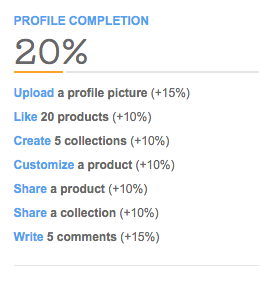 PROFILE COMPLETION
20%
Upload a profile picture (+15%)
Like 20 products (+10%)
Create 5 collections (+10%)
Customize a product (+10%)
Share a product (+10%)
Share a collection (+10%)
Write 5 comments (+15%)